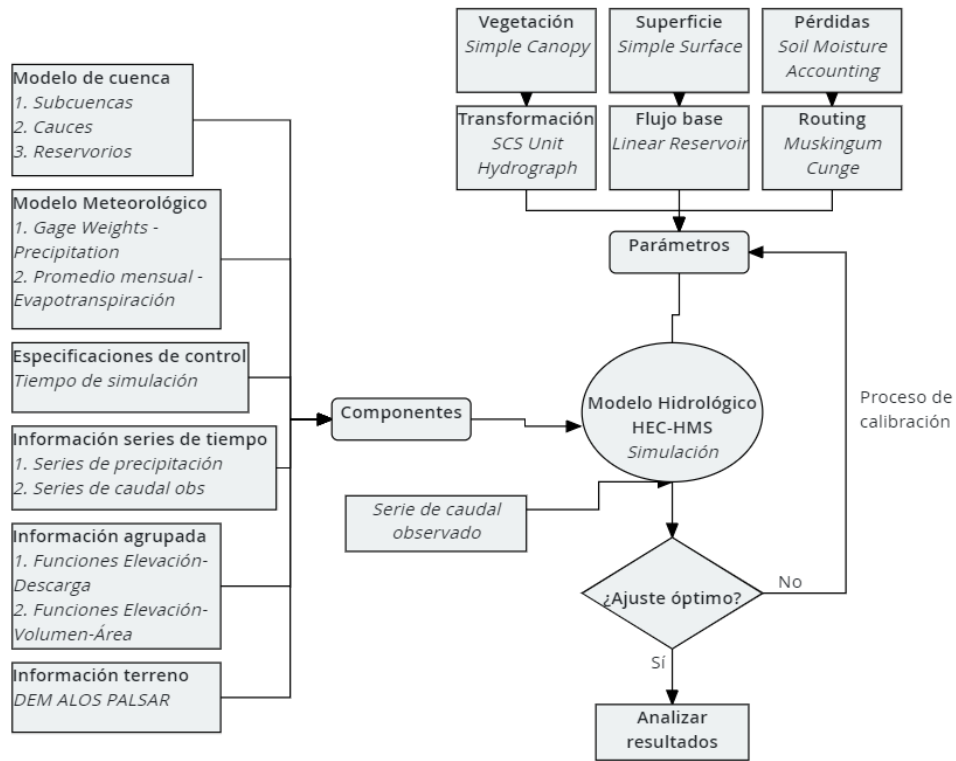 Vegetación
Simple Canopy
Superficie
Simple Surface
Pérdidas
Soil Moisture
Accounting
Transformación
SCS Unit
Hydrograph
Flujo base
Linear Reservoir
Routing
Muskingum
Cunge
Parámetros
Modelo de cuenca
1. Subcuencas
2. Cauces
3. Reservorios
Modelo Meteorológico
1. Gage Weights -
Precipitation
2. Promedio mensual -
Evapotranspiración
Especificaciones de control
Tiempo de simulación
Información series de tiempo
1. Series de precipitación
2. Series de caudal obs
Información agrupada
1. Funciones Elevación-
Descarga
2. Funciones Elevación-
Volumen-Área
Información terreno
DEM ALOS PALSAR
Componentes
Modelo Hidrológico
HEC-HMS
Simulación
Serie de caudal
observado
Proceso de
calibración
¿Ajuste óptimo?
No
Sí
Analizar
resultados